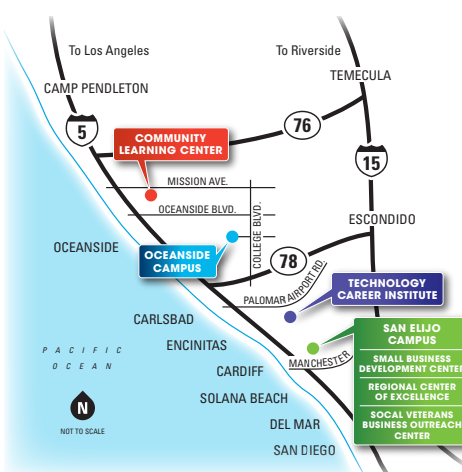 To Los Angeles
To Riverside
TEMECULA
CAMP PENDLETON
76
5
COMMUNITY
LEARNING CENTER
15
MISSION AVE.
OCEANSIDE BLVD.
COLLEGE BLVD.
ESCONDIDO
OCEANSIDE
OCEANSIDE
CAMPUS
78
PALOMAR AIRPORT RD.
TECHNOLOGY
CAREER INSTITUTE
CARLSBAD
SAN ELIJO
CAMPUS
PACIFIC
OCEAN
ENCINITAS
MANCHESTER
SMALL BUSINESS
DEVELOPMENT CENTER
CARDIFF
REGIONAL CENTER
OF EXCELLENCE
SOLANA BEACH
N
NOT TO SCALE
DEL MAR
SOCAL VETERANS
BUSINESS OUTREACH
CENTER
SAN DIEGO